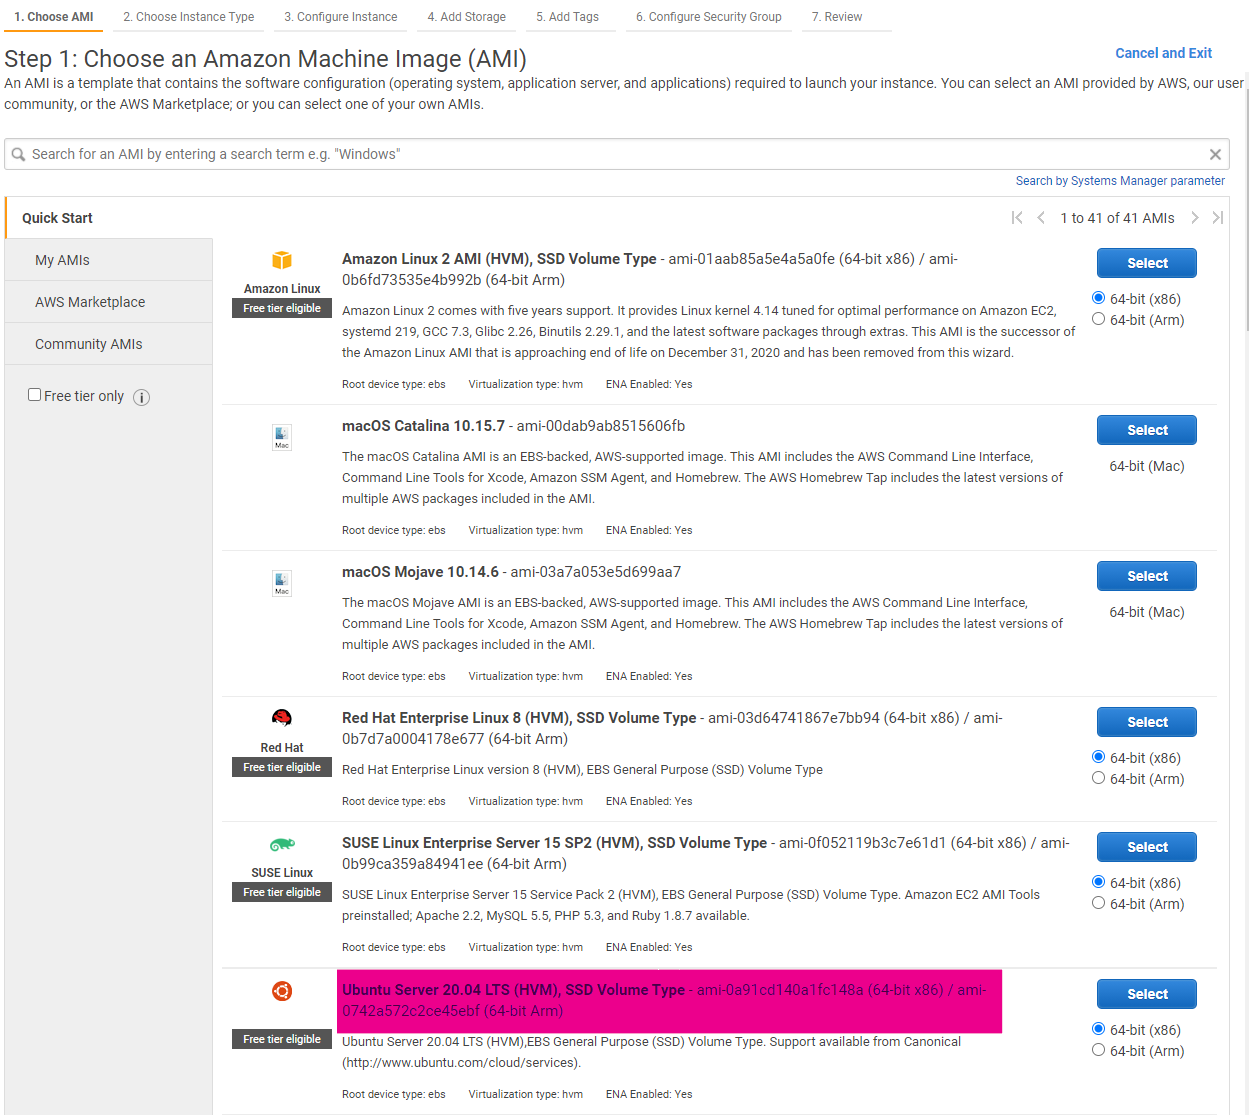 1. Choose AMI 2. Choose Instance Type 3. Configure Instance 4. Add Storage 5. Add Tags 6. Configure Security Group 7. Review
Step 1: Choose an Amazon Machine Image (AMI)
Cancel and Exit
An AMI is a template that contains the software configuration (operating system, application server, and applications) required to launch your instance. You can select an AMI provided by AWS, our user
community, or the AWS Marketplace; or you can select one of your own AMIs.
Search for an AMI by entering a search term e.g. "Windows"
Search by Systems Manager parameter
Quick Start
1 to 41 of 41 AMIs
My AMIs
AWS Marketplace
Community AMIs
Free tier only
Amazon Linux
Free tier eligible
Amazon Linux 2 AMI (HVM), SSD Volume Type - ami-01aab85a5e4a5a0fe (64-bit x86) / ami-
0b6fd73535e4b992b (64-bit Arm)
Amazon Linux 2 comes with five years support. It provides Linux kernel 4.14 tuned for optimal performance on Amazon EC2,
systemd 219, GCC 7.3, Glibc 2.26, Binutils 2.29.1, and the latest software packages through extras. This AMI is the successor of
the Amazon Linux AMI that is approaching end of life on December 31, 2020 and has been removed from this wizard.
Root device type: ebs Virtualization type: hvm ENA Enabled: Yes
Select
64-bit (x86)
64-bit (Arm)
Mac
macOS Catalina 10.15.7 - ami-00dab9ab8515606fb
The macOS Catalina AMI is an EBS-backed, AWS-supported image. This AMI includes the AWS Command Line Interface,
Command Line Tools for Xcode, Amazon SSM Agent, and Homebrew. The AWS Homebrew Tap includes the latest versions of
multiple AWS packages included in the AMI.
Root device type: ebs Virtualization type: hvm ENA Enabled: Yes
Select
64-bit (Mac)
Mac
macOS Mojave 10.14.6 - ami-03a7a053e5d699aa7
The macOS Mojave AMI is an EBS-backed, AWS-supported image. This AMI includes the AWS Command Line Interface,
Command Line Tools for Xcode, Amazon SSM Agent, and Homebrew. The AWS Homebrew Tap includes the latest versions of
multiple AWS packages included in the AMI.
Root device type: ebs Virtualization type: hvm ENA Enabled: Yes
Select
64-bit (Mac)
Red Hat
Free tier eligible
Red Hat Enterprise Linux 8 (HVM), SSD Volume Type - ami-03d64741867e7bb94 (64-bit x86) / ami-
0b7d7a0004178e677 (64-bit Arm)
Red Hat Enterprise Linux version 8 (HVM), EBS General Purpose (SSD) Volume Type
Root device type: ebs Virtualization type: hvm ENA Enabled: Yes
Select
64-bit (x86)
64-bit (Arm)
SUSE Linux
Free tier eligible
SUSE Linux Enterprise Server 15 SP2 (HVM), SSD Volume Type - ami-0f052119b3c7e61d1 (64-bit x86) / ami-
0b99ca359a84941ee (64-bit Arm)
SUSE Linux Enterprise Server 15 Service Pack 2 (HVM), EBS General Purpose (SSD) Volume Type. Amazon EC2 AMI Tools
preinstalled; Apache 2.2, MySQL 5.5, PHP 5.3, and Ruby 1.8.7 available.
Root device type: ebs Virtualization type: hvm ENA Enabled: Yes
Select
64-bit (x86)
64-bit (Arm)
Free tier eligible
Ubuntu Server 20.04 LTS (HVM), SSD Volume Type - ami-0a91cd140a1fc148a (64-bit x86) / ami-
0742a572c2ce45ebf (64-bit Arm)
Ubuntu Server 20.04 LTS (HVM),EBS General Purpose (SSD) Volume Type. Support available from Canonical
(http://www.ubuntu.com/cloud/services).
Root device type: ebs Virtualization type: hvm ENA Enabled: Yes
Select
64-bit (x86)
64-bit (Arm)